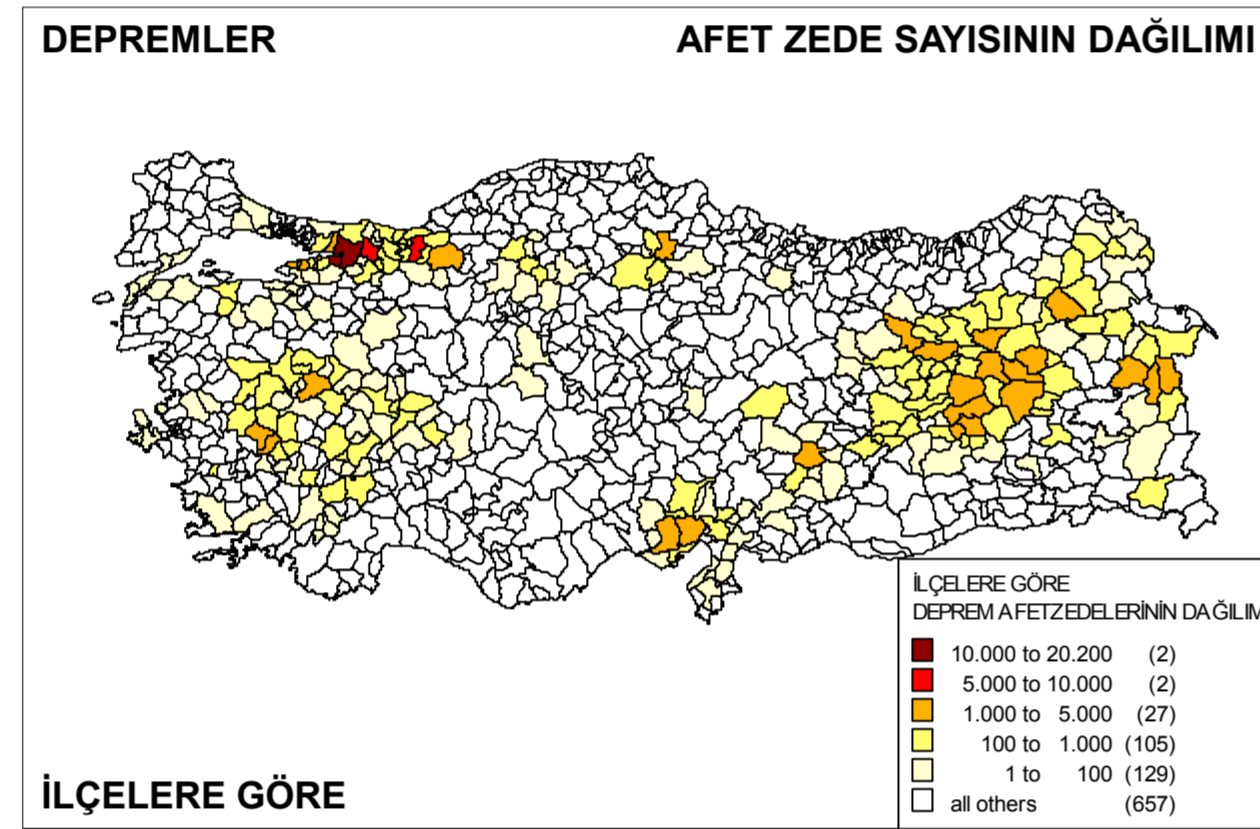 DEPREMLER
AFET ZEDE SAYISININ DAĞILIMI
İLÇELERE GÖRE
DEPREM AFETZEDELERİNİN DAĞILIM
10.000 to 20.200 (2)
5.000 to 10.000 (2)
1.000 to 5.000 (27)
100 to 1.000 (105)
1 to 100 (129)
all others (657)
İLÇELERE GÖRE